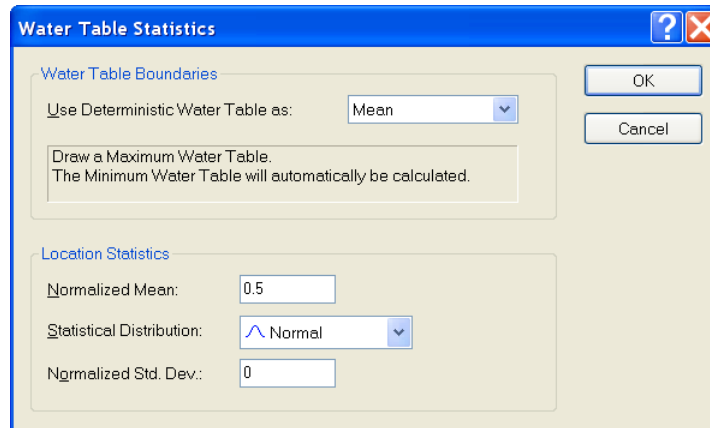 Water Table Statistics
Water Table Boundaries
Use Deterministic Water Table as: Mean
Draw a Maximum Water Table.
The Minimum Water Table will automatically be calculated.
OK
Cancel
Location Statistics
Normalized Mean: 0.5
Statistical Distribution: Normal
Normalized Std. Dev.: 0